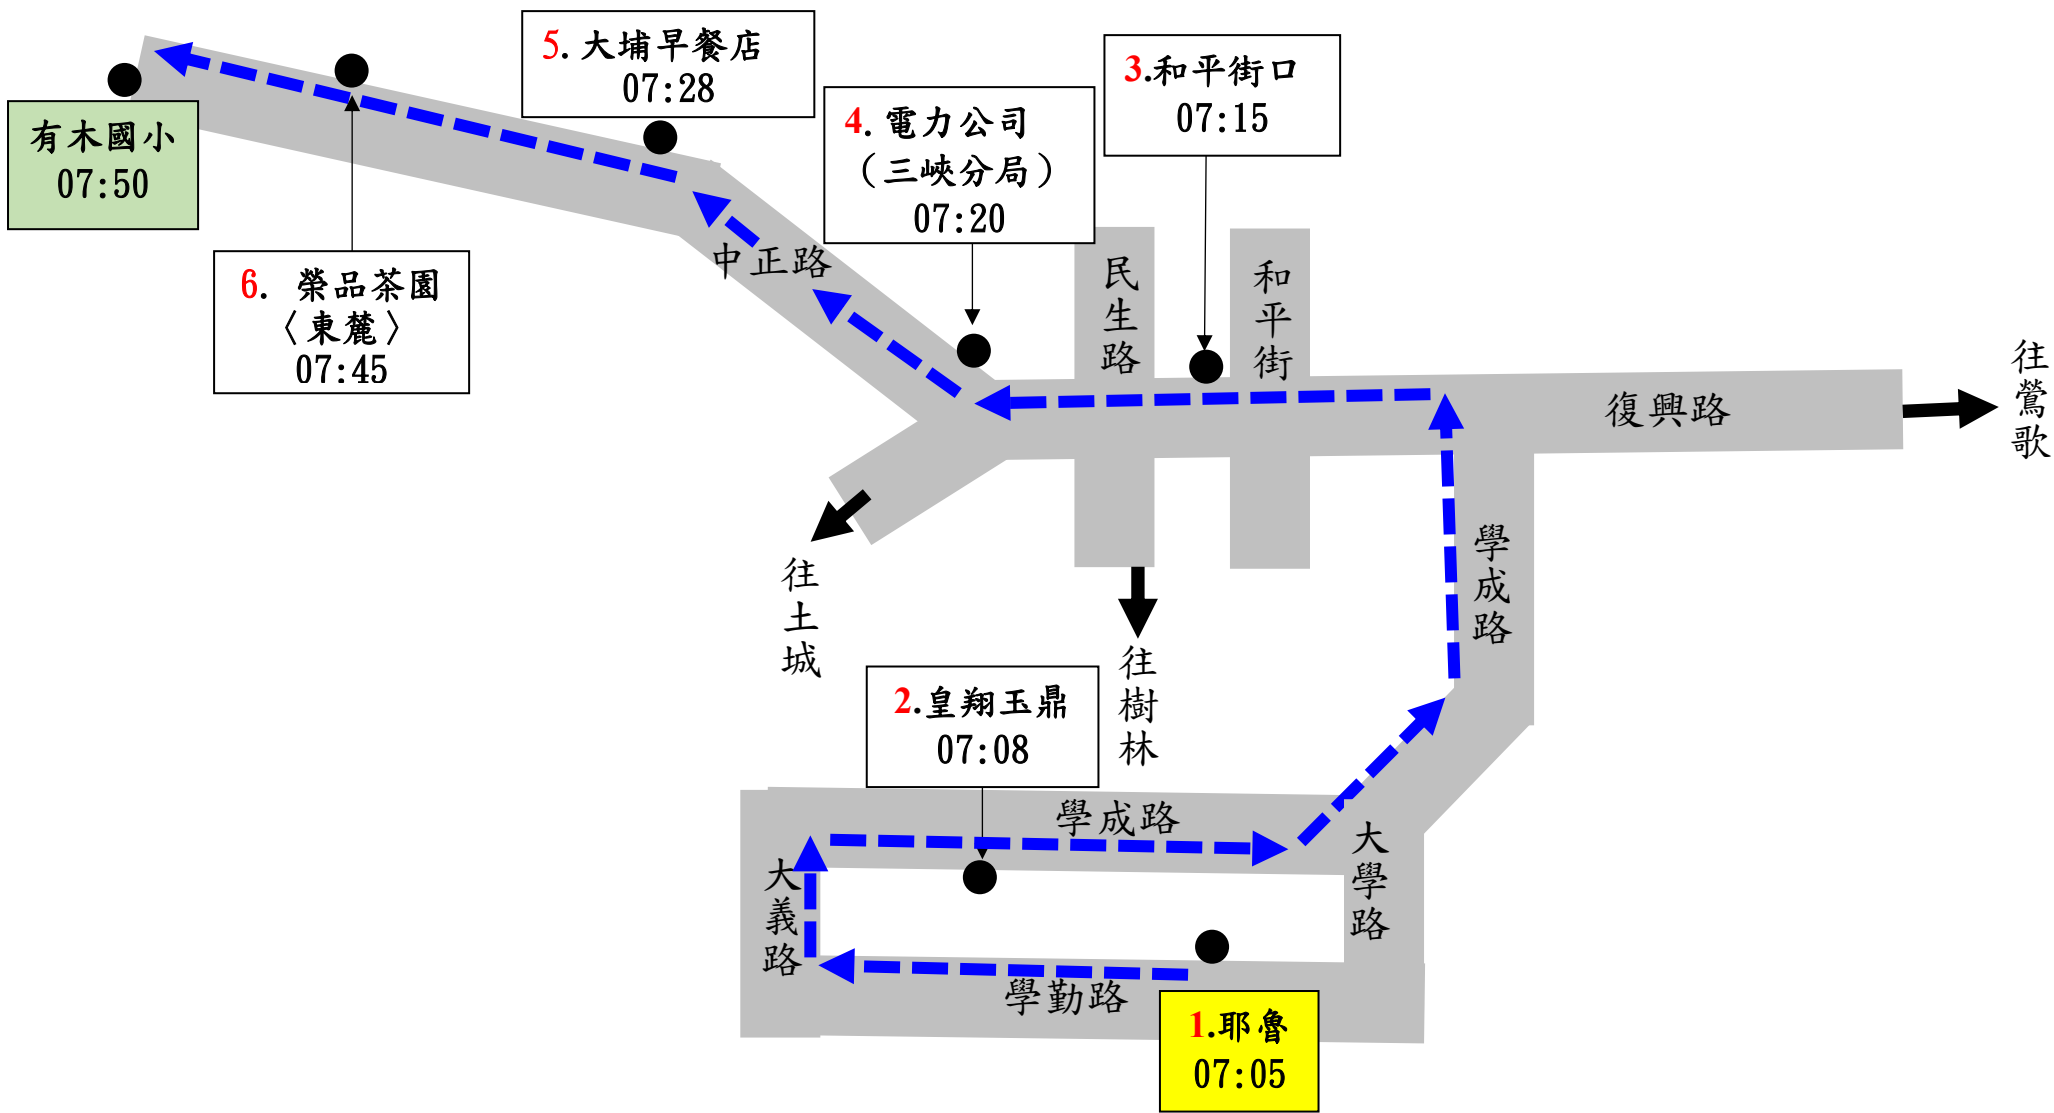 5. 大埔早餐店
07:28
3.和平街口
07:15
4. 電力公司
（三峽分局）
07:20
有木國小
07:50
6. 榮品茶園
〈東麓〉
07:45
中正路
民生路
和平街
復興路
往鶯歌
學成路
往土城
往樹林
2.皇翔玉鼎
07:08
學成路
大義路
大學路
學勤路
1.耶魯
07:05